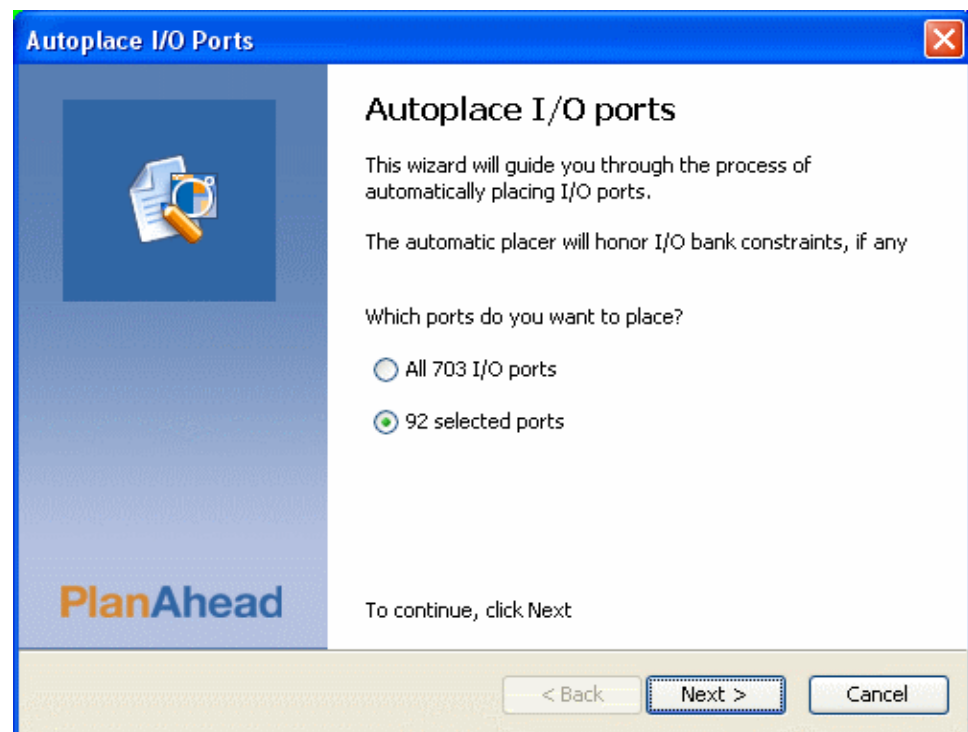 Autoplace I/O Ports
Autoplace I/O ports
This wizard will guide you through the process of
automatically placing I/O ports.
The automatic placer will honor I/O bank constraints, if any
Which ports do you want to place?
All 703 I/O ports
92 selected ports
PlanAhead
To continue, click Next
< Back
Next >
Cancel